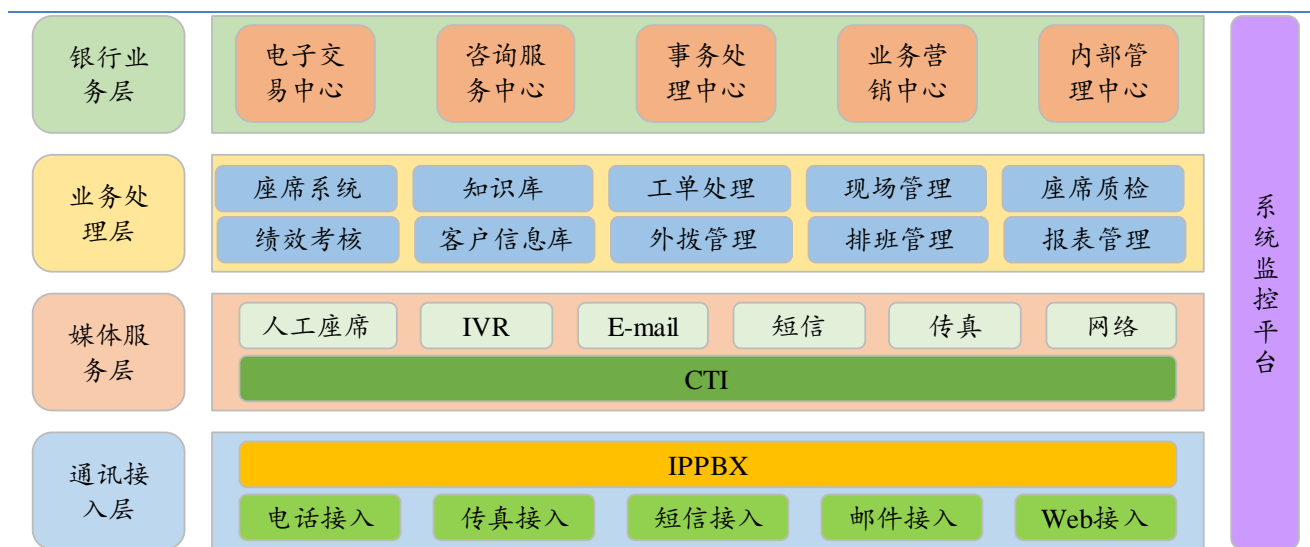 银行业
务层
电子交
易中心
咨询服
务中心
事务处
理中心
业务营
销中心
内部管
理中心
业务处
理层
座席系统
知识库
工单处理
现场管理
座席质检
绩效考核
客户信息库
外拨管理
排班管理
报表管理
媒体服
务层
人工座席
IVR
E-mail
短信
传真
网络
CTI
通讯接
入层
IPPBX
电话接入
传真接入
短信接入
邮件接入
Web接入
系
统
监
控
平
台